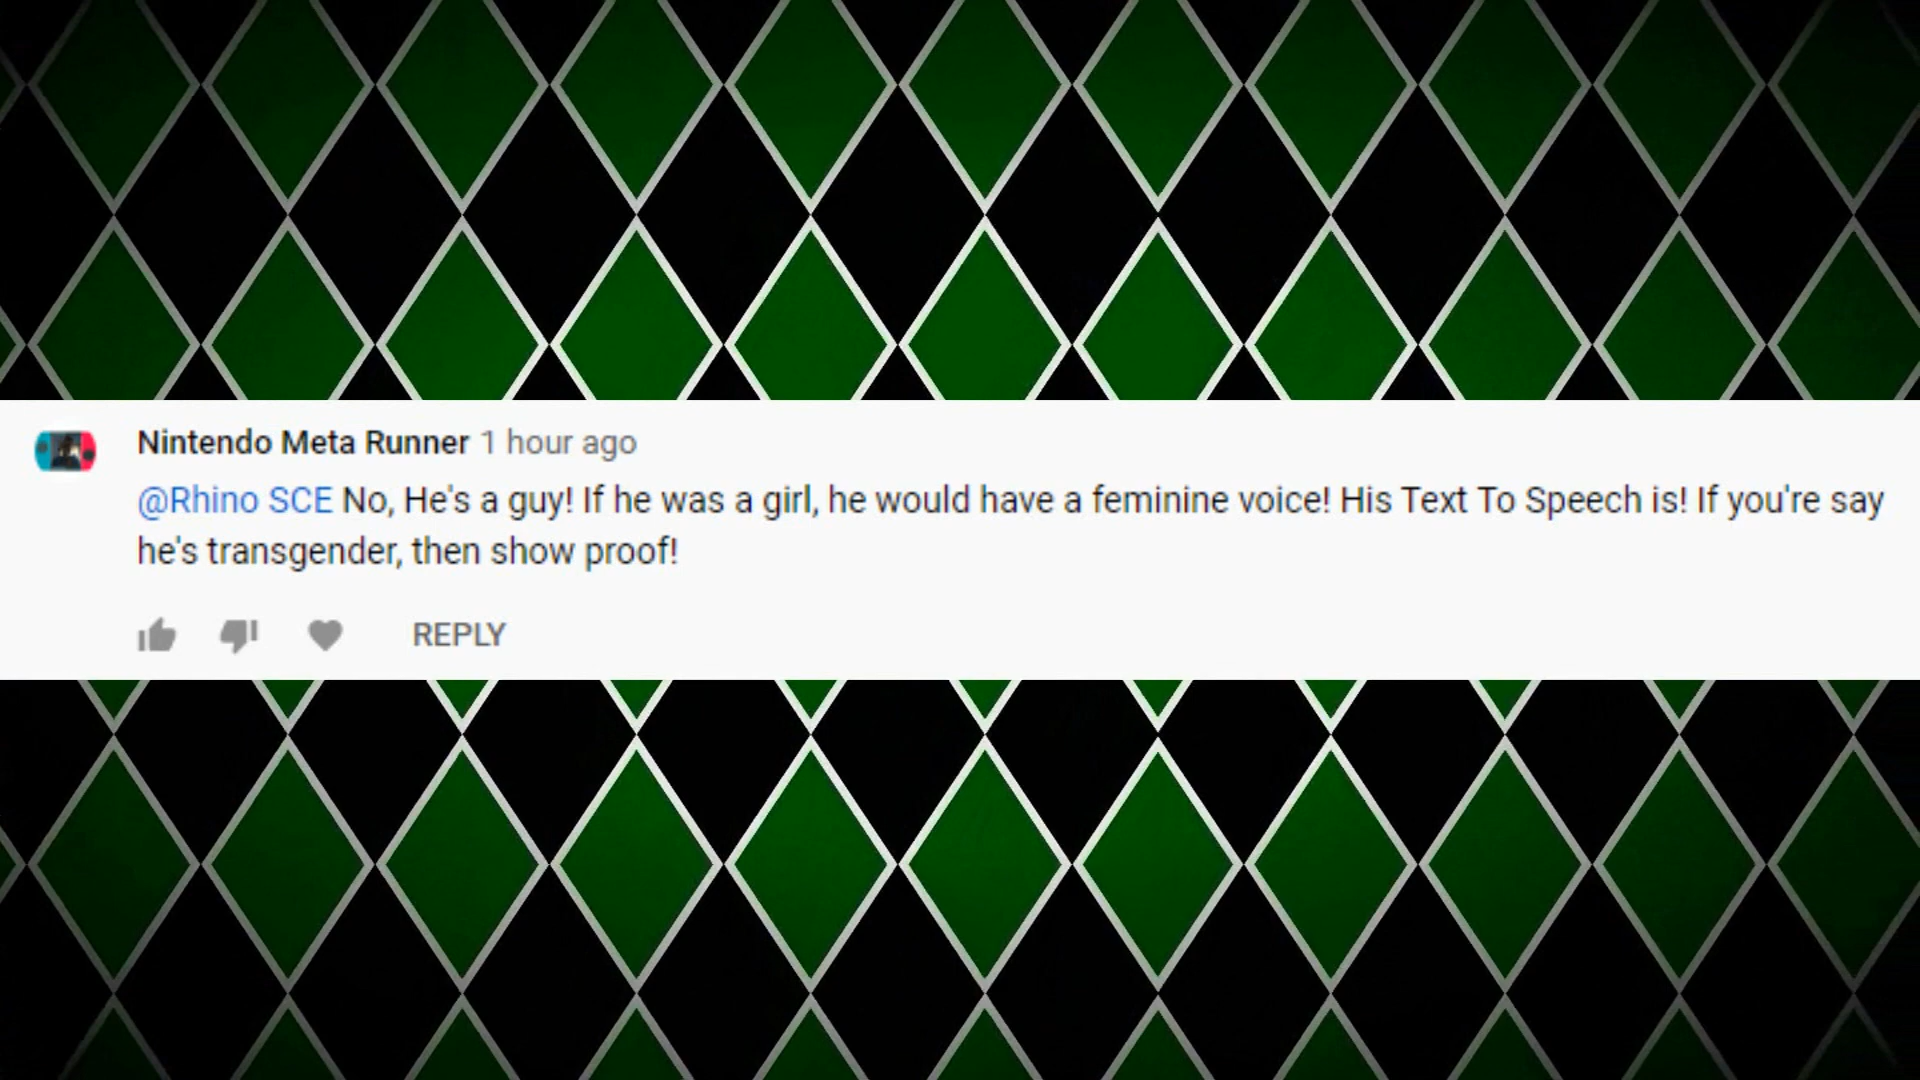 Nintendo Meta Runner 1 hour ago
@Rhino SCE No, He's a guy! If he was a girl, he would have a feminine voice! His Text To Speech is! If you're say
he's transgender, then show proof!
REPLY